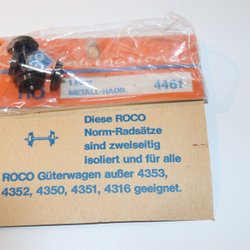 METALL-RADS.
4461
Diese ROCO
Norm-Radsätze
sind zweiseitig
isoliert und für alle
ROCO Güterwagen außer 4353,
4352, 4350, 4351, 4316 geeignet.